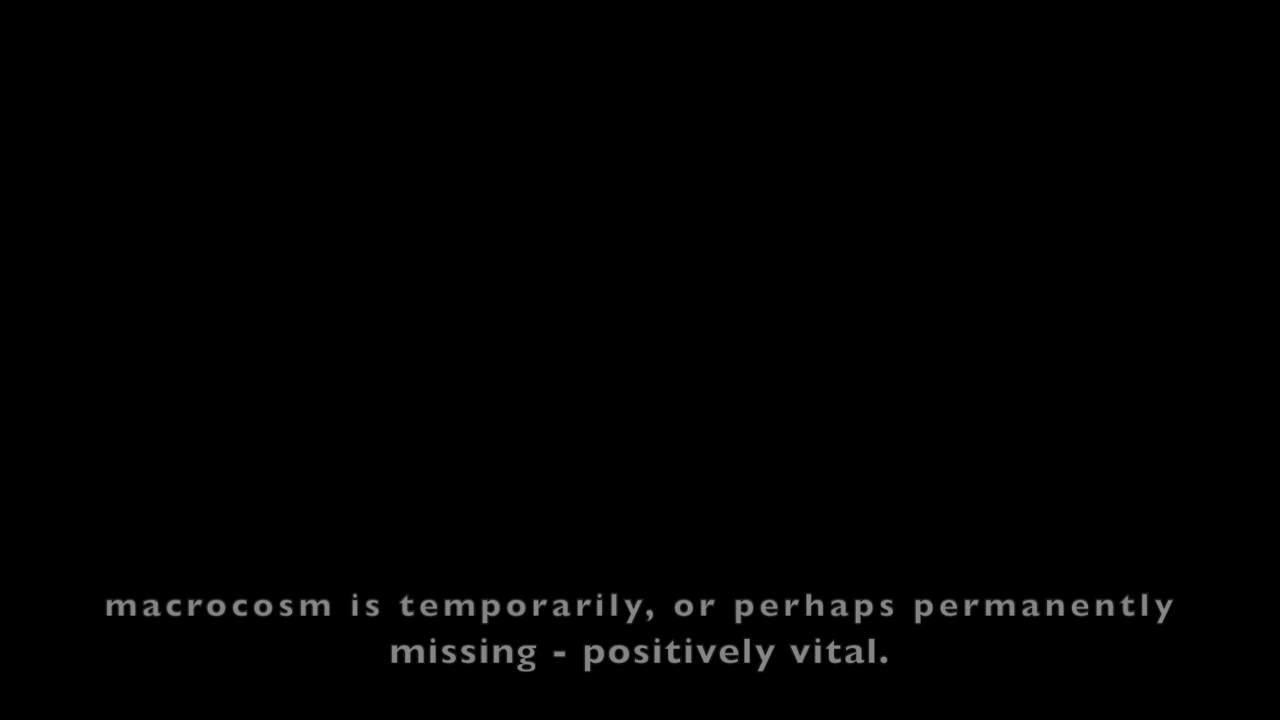 macrocosm is temporarily, or perhaps permanently
missing - positively vital.